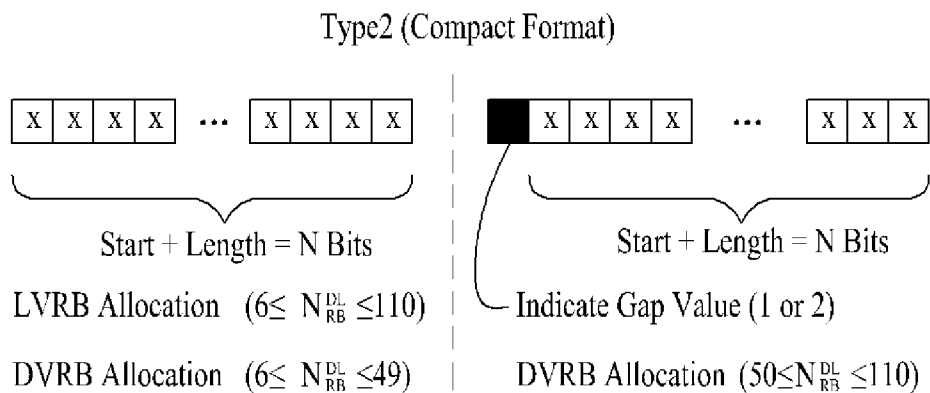 Type2 (Compact Format)
x x x x ... x x x x
x x x x ... x x x
Start + Length = N Bits
Start + Length = N Bits
LVRB Allocation (6≤ N_RB^DL ≤110)
Indicate Gap Value (1 or 2)
DVRB Allocation (6≤ N_RB^DL ≤49)
DVRB Allocation (50≤N_RB^DL ≤110)